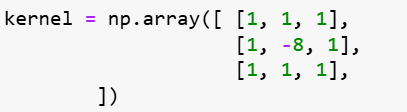 kernel = np.array([ [1, 1, 1],
[1, -8, 1],
[1, 1, 1],
])